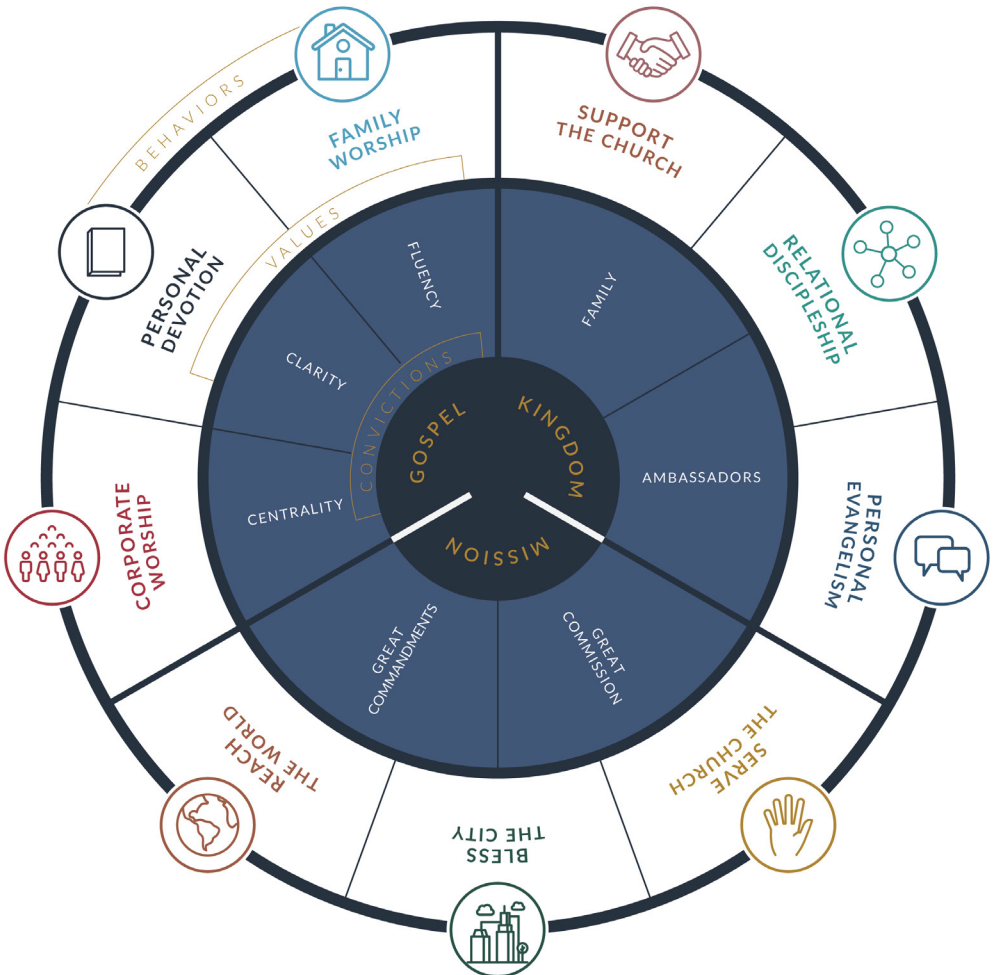 BEHAVIORS
FAMILY
WORSHIP
SUPPORT
THE CHURCH
VALUES
PERSONAL
DEVOTION
RELATIONAL
DISCIPLESHIP
FLUENCY
FAMILY
CLARITY
CONVICTIONS
GOSPEL
KINGDOM
CENTRALITY
AMBASSADORS
CORPORATE
WORSHIP
PERSONAL
EVANGELISM
MISSION
GREAT
COMMANDMENTS
GREAT
COMMISSION
REACH
THE WORLD
SERVE
THE CHURCH
BLESS
THE CITY